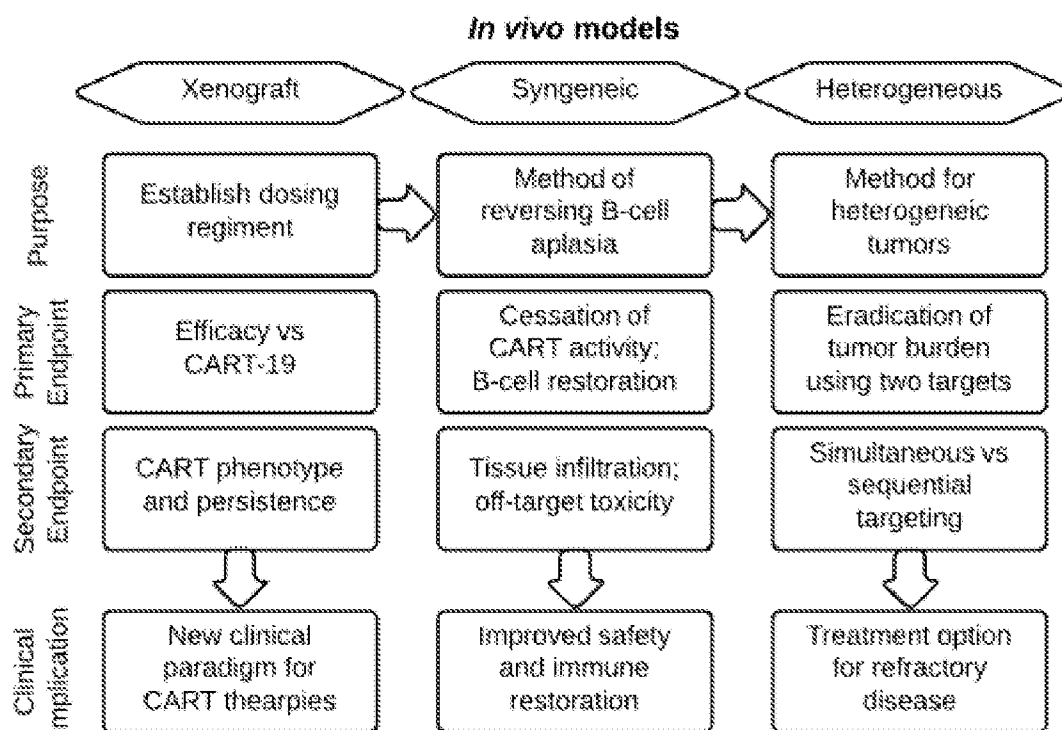 In vivo models
Xenograft
Syngeneic
Heterogeneous
Purpose
Establish dosing
regiment
Method of
reversing B-cell
aplasia
Method for
heterogeneic
tumors
Primary
Endpoint
Efficacy vs
CART-19
Cessation of
CART activity;
B-cell restoration
Eradication of
tumor burden
using two targets
Secondary
Endpoint
CART phenotype
and persistence
Tissue infiltration;
off-target toxicity
Simultaneous vs
sequential
targeting
Clinical
mplication
New clinical
paradigm for
CART thearpies
Improved safety
and immune
restoration
Treatment option
for refractory
disease